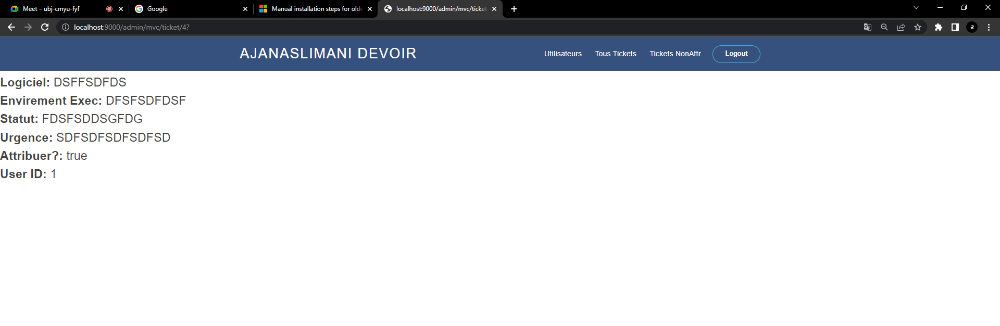 Meet – ubj-cmyu-fyf
Google
Manual installation steps for olde
localhost:9000/admin/mvc/ticket
localhost:9000/admin/mvc/ticket/4?
AJANASLIMANI DEVOIR
Utilisateurs
Tous Tickets
Tickets NonAttr
Logout
Logiciel: DSFFSDFDS
Envirement Exec: DFSFSDFDSF
Statut: FDSFSDDSGFDG
Urgence: SDFSDFSDFSDFSD
Attribuer?: true
User ID: 1